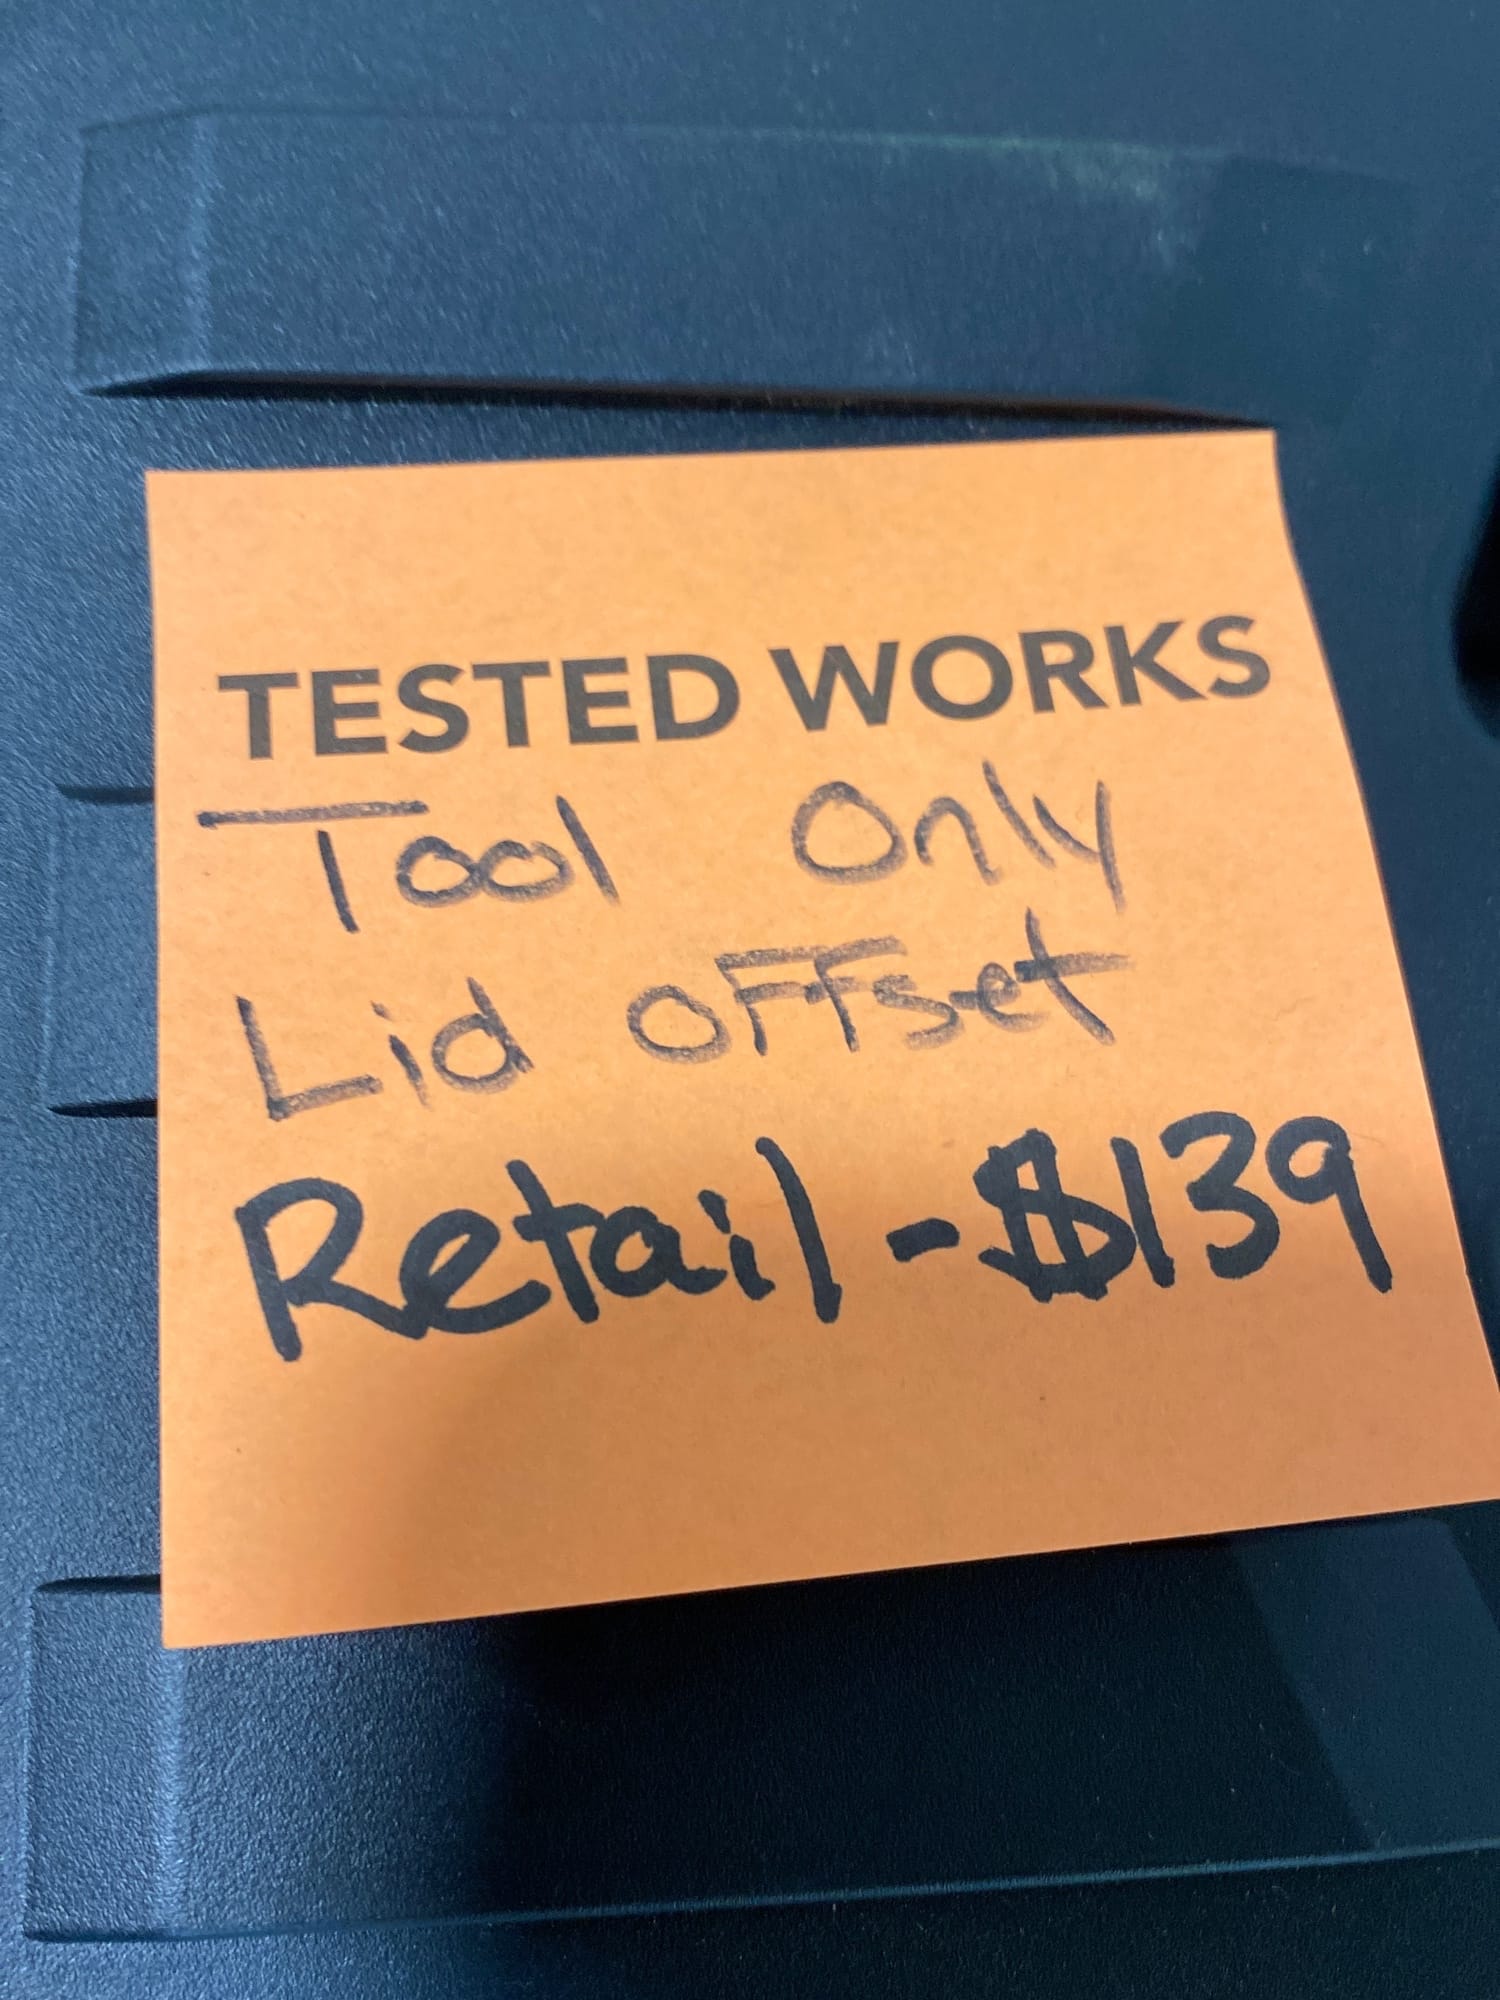 TESTED WORKS
Tool Only
Lid offset
Retail - $139